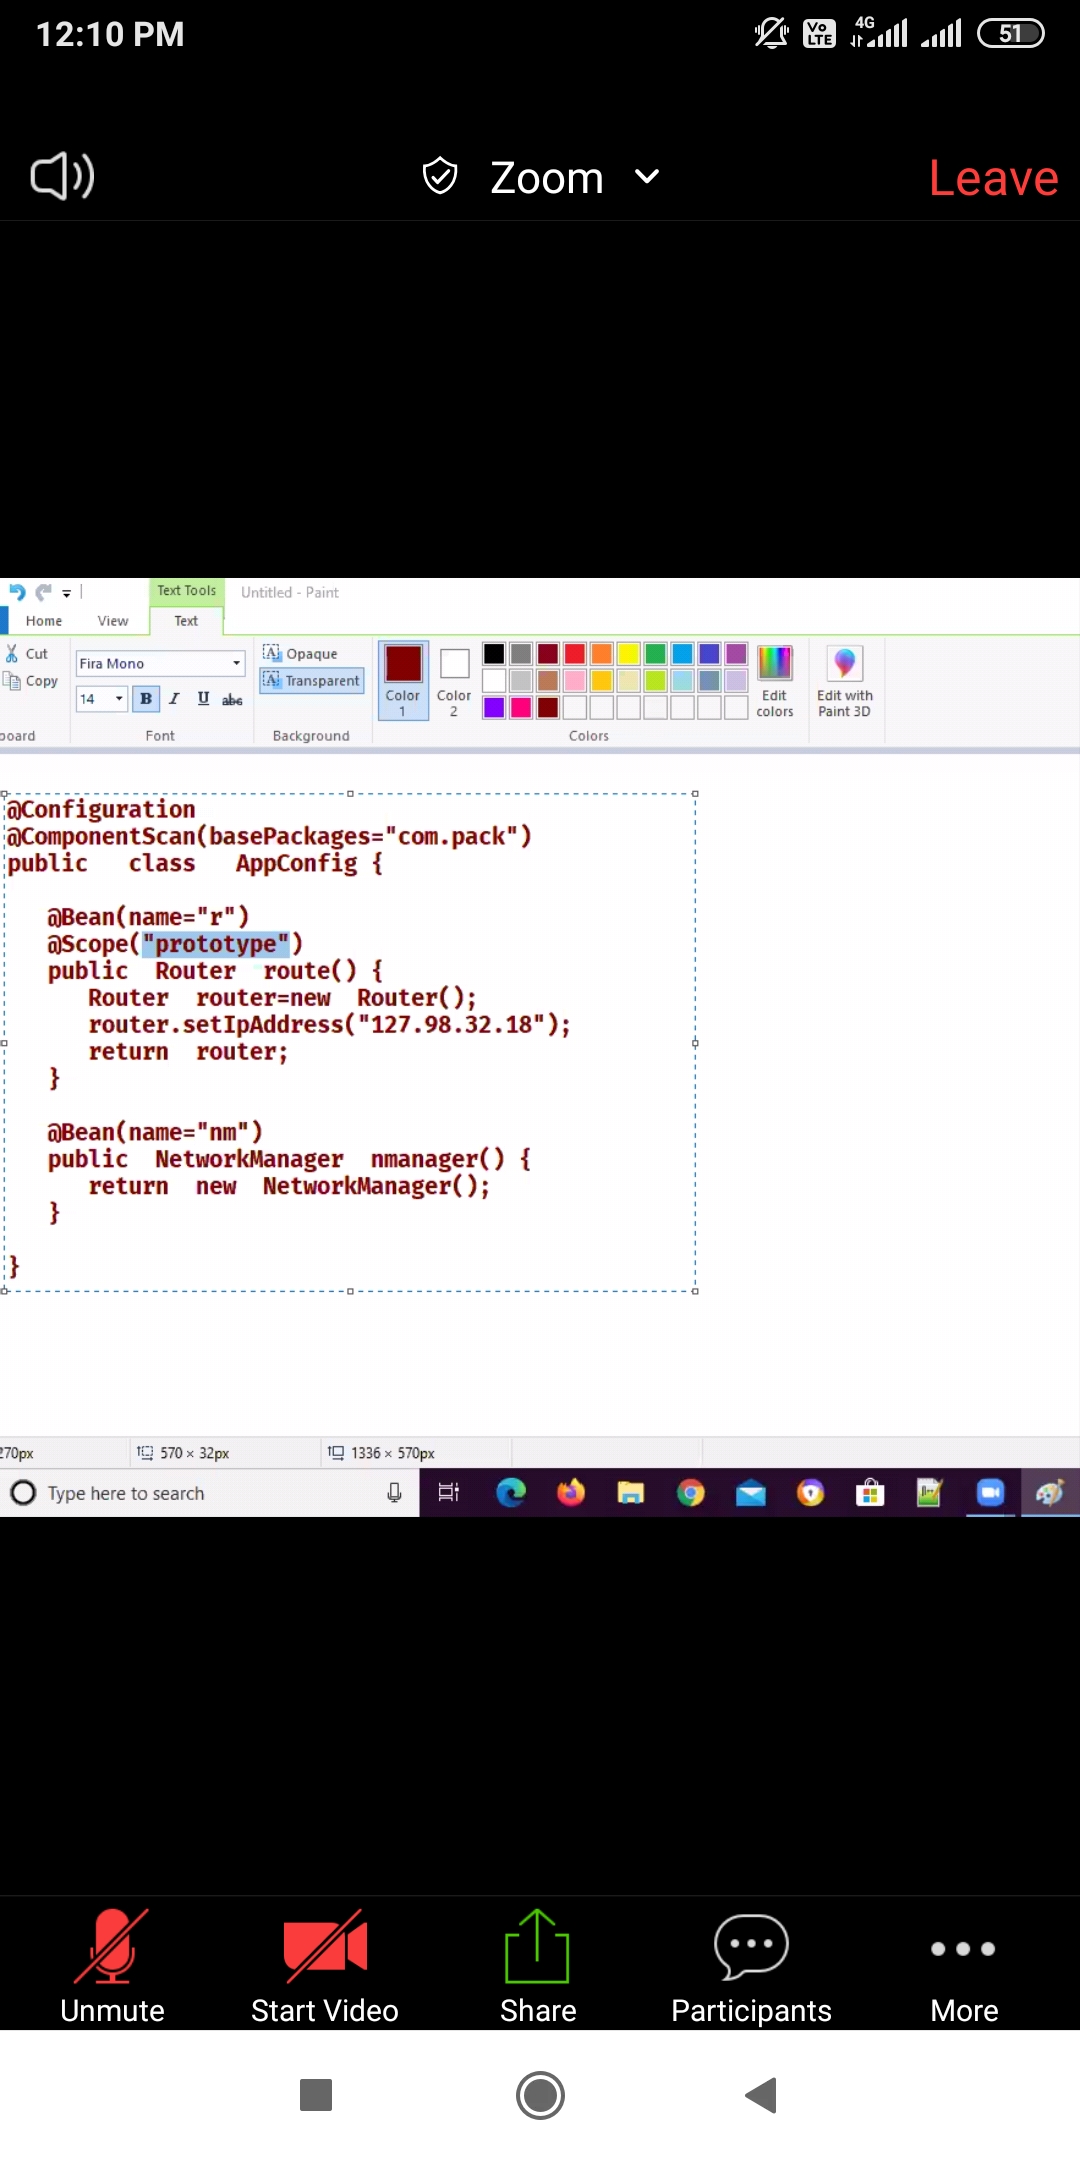 12:10 PM
Vo LTE
4G
51
Zoom
Leave
Text Tools
Untitled - Paint
Home
View
Text
Cut
Copy
Fira Mono
14
B
I
U
abc
Opaque
Transparent
Color 1
Color 2
Edit colors
Edit with Paint 3D
board
Font
Background
Colors
@Configuration
@ComponentScan(basePackages="com.pack")
public class AppConfig {
@Bean(name="r")
@Scope("prototype")
public Router route() {
Router router=new Router();
router.setIpAddress("127.98.32.18");
return router;
}
@Bean(name="nm")
public NetworkManager nmanager() {
return new NetworkManager();
}
}
270px
570 × 32px
1336 × 570px
Type here to search
Unmute
Start Video
Share
Participants
More